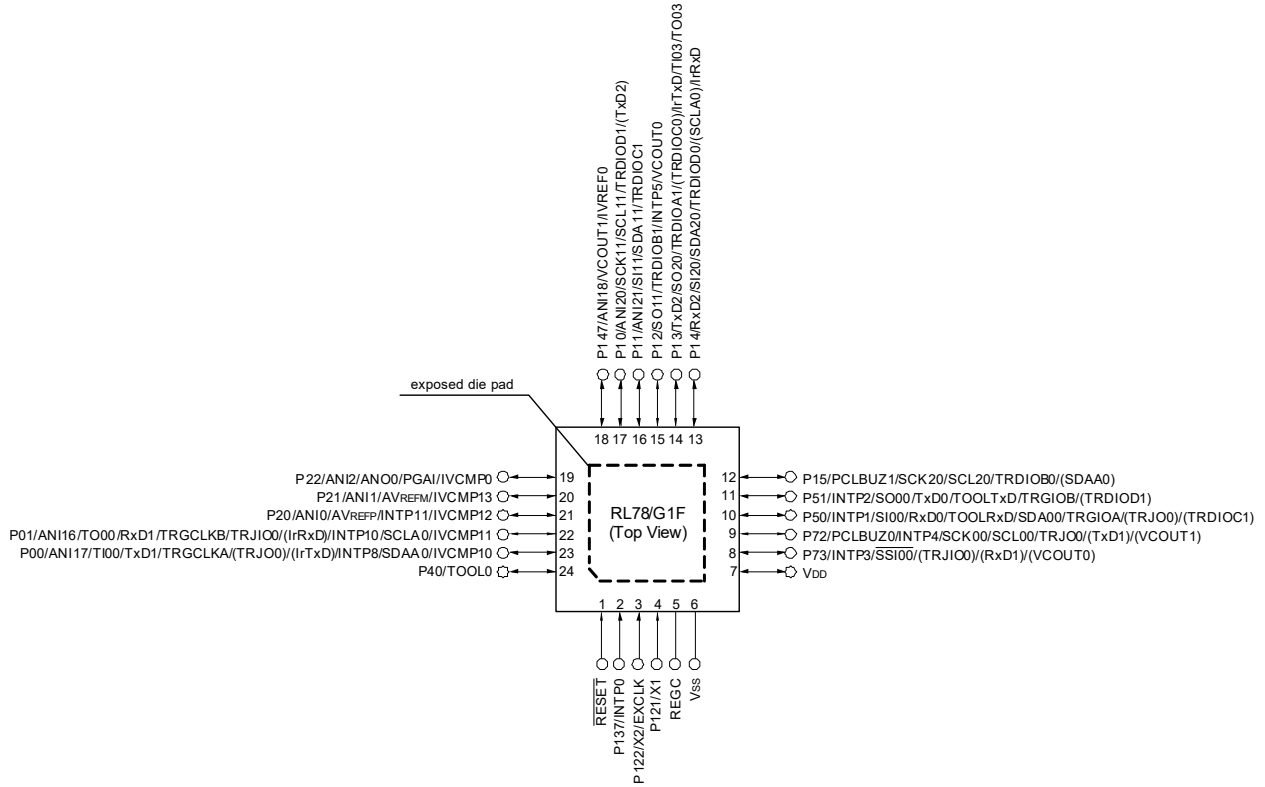 P147/ANI18/VCOUT1/IVREF0
P10/ANI20/SCK11/SCL11/TRDIOD1/(TxD2)
P11/ANI21/SI11/SDA11/TRDIOC1
P12/SO11/TRDIOB1/INTP5/VCOUT0
P13/TxD2/SO20/TRDIOA1/(TRDIOC0)/IrTxD/TI03/TO03
P14/RxD2/SI20/SDA20/TRDIOD0/(SCLA0)/IrRxD
exposed die pad
18 17 16 15 14 13
P22/ANI2/ANO0/PGAI/IVCMP0 19
P21/ANI1/AVREFM/IVCMP13 20
P20/ANI0/AVREFP/INTP11/IVCMP12 21
P01/ANI16/TO00/RxD1/TRGCLKB/TRJIO0/(IrRxD)/INTP10/SCLA0/IVCMP11 22
P00/ANI17/TI00/TxD1/TRGCLKA/(TRJO0)/(IrTxD)/INTP8/SDAA0/IVCMP10 23
P40/TOOL0 24
RL78/G1F
(Top View)
12 P15/PCLBUZ1/SCK20/SCL20/TRDIOB0/(SDAA0)
11 P51/INTP2/SO00/TxD0/TOOLTxD/TRGIOB/(TRDIOD1)
10 P50/INTP1/SI00/RxD0/TOOLRxD/SDA00/TRGIOA/(TRJO0)/(TRDIOC1)
9 P72/PCLBUZ0/INTP4/SCK00/SCL00/TRJO0/(TxD1)/(VCOUT1)
8 P73/INTP3/SSI00/(TRJIO0)/(RxD1)/(VCOUT0)
7 VDD
1 2 3 4 5 6
RESET
P137/INTP0
P122/X2/EXCLK
P121/X1
REGC
Vss